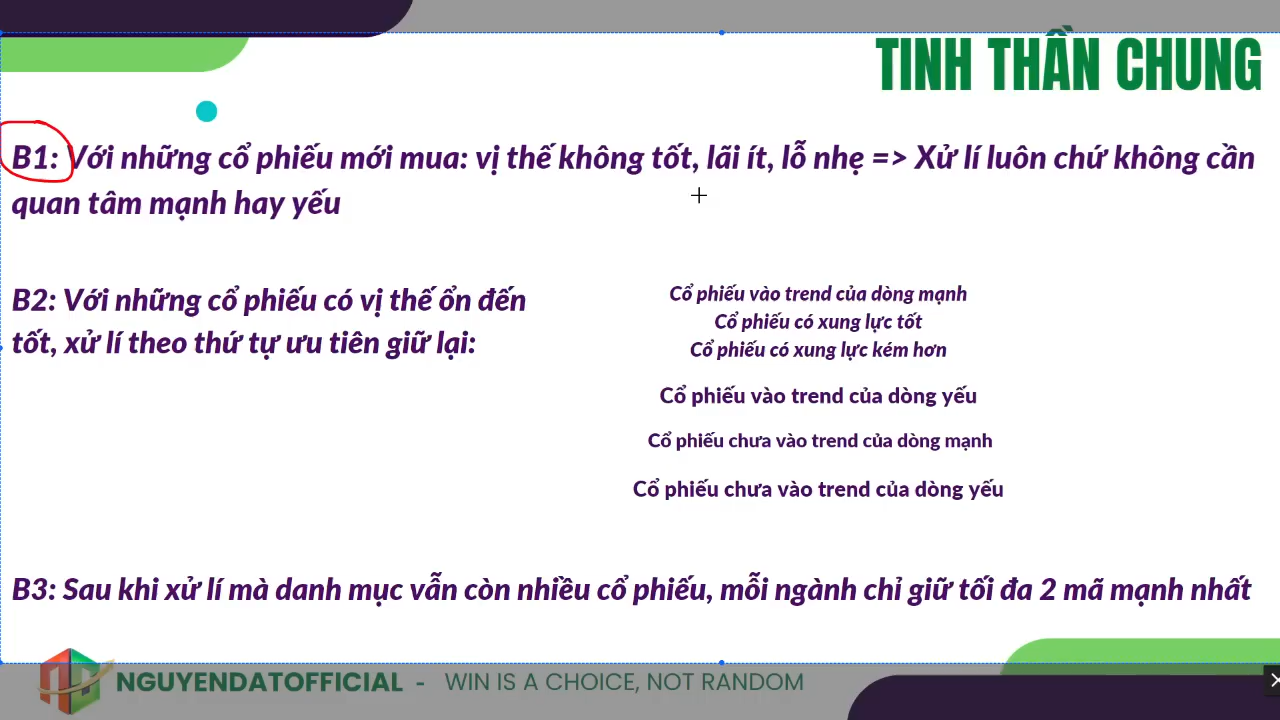 TINH THẦN CHUNG
B1: Với những cổ phiếu mới mua: vị thế không tốt, lãi ít, lỗ nhẹ => Xử lí luôn chứ không cần
quan tâm mạnh hay yếu
B2: Với những cổ phiếu có vị thế ổn đến
tốt, xử lí theo thứ tự ưu tiên giữ lại:
Cổ phiếu vào trend của dòng mạnh
Cổ phiếu có xung lực tốt
Cổ phiếu có xung lực kém hơn
Cổ phiếu vào trend của dòng yếu
Cổ phiếu chưa vào trend của dòng mạnh
Cổ phiếu chưa vào trend của dòng yếu
B3: Sau khi xử lí mà danh mục vẫn còn nhiều cổ phiếu, mỗi ngành chỉ giữ tối đa 2 mã mạnh nhất
NGUYENDATOFFICIAL - WIN IS A CHOICE, NOT RANDOM